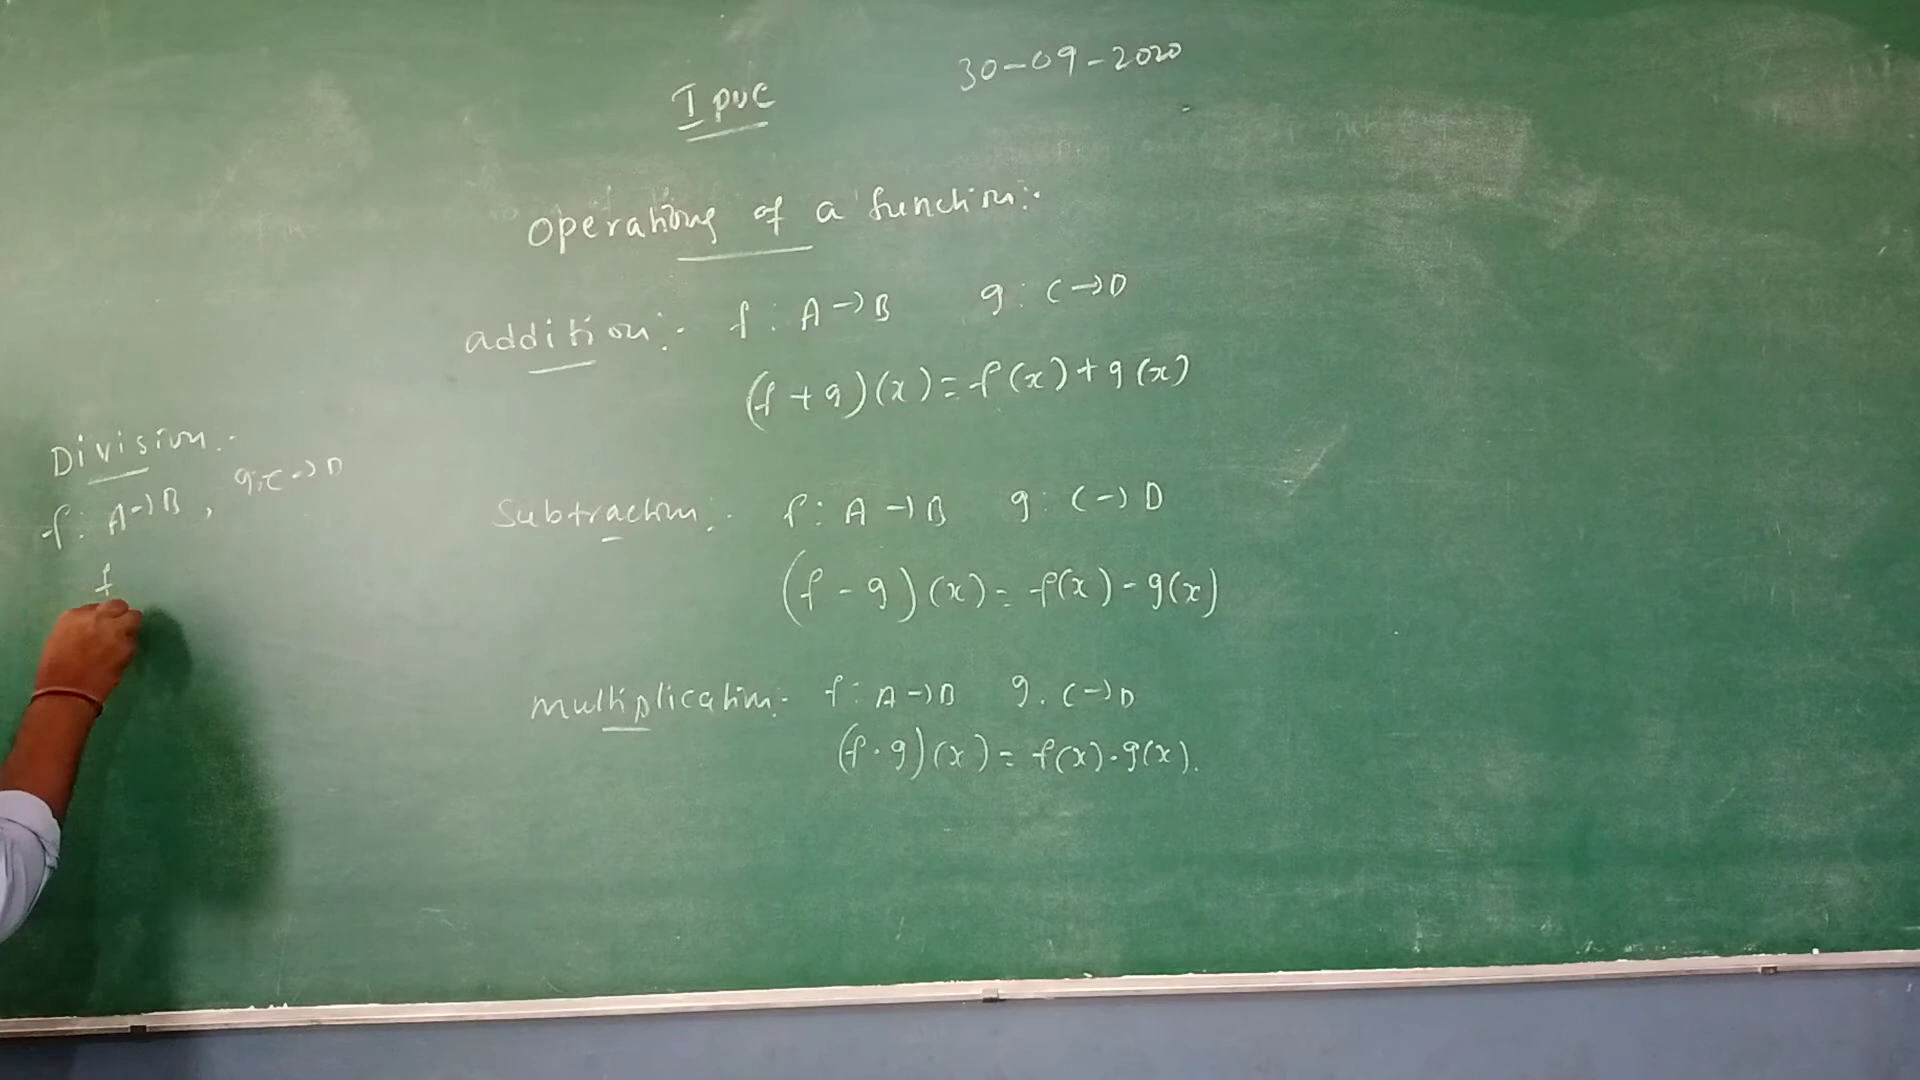 I PUC 30-09-2020
Operations of a function:-
addition:- f : A→B g : C→D
(f + g)(x) = f(x) + g(x)
Subtraction:- f : A→B g : C→D
(f - g)(x) = f(x) - g(x)
multiplication:- f : A→B g : C→D
(f · g)(x) = f(x) · g(x).
Division:-
f : A→B , g : C→D
f